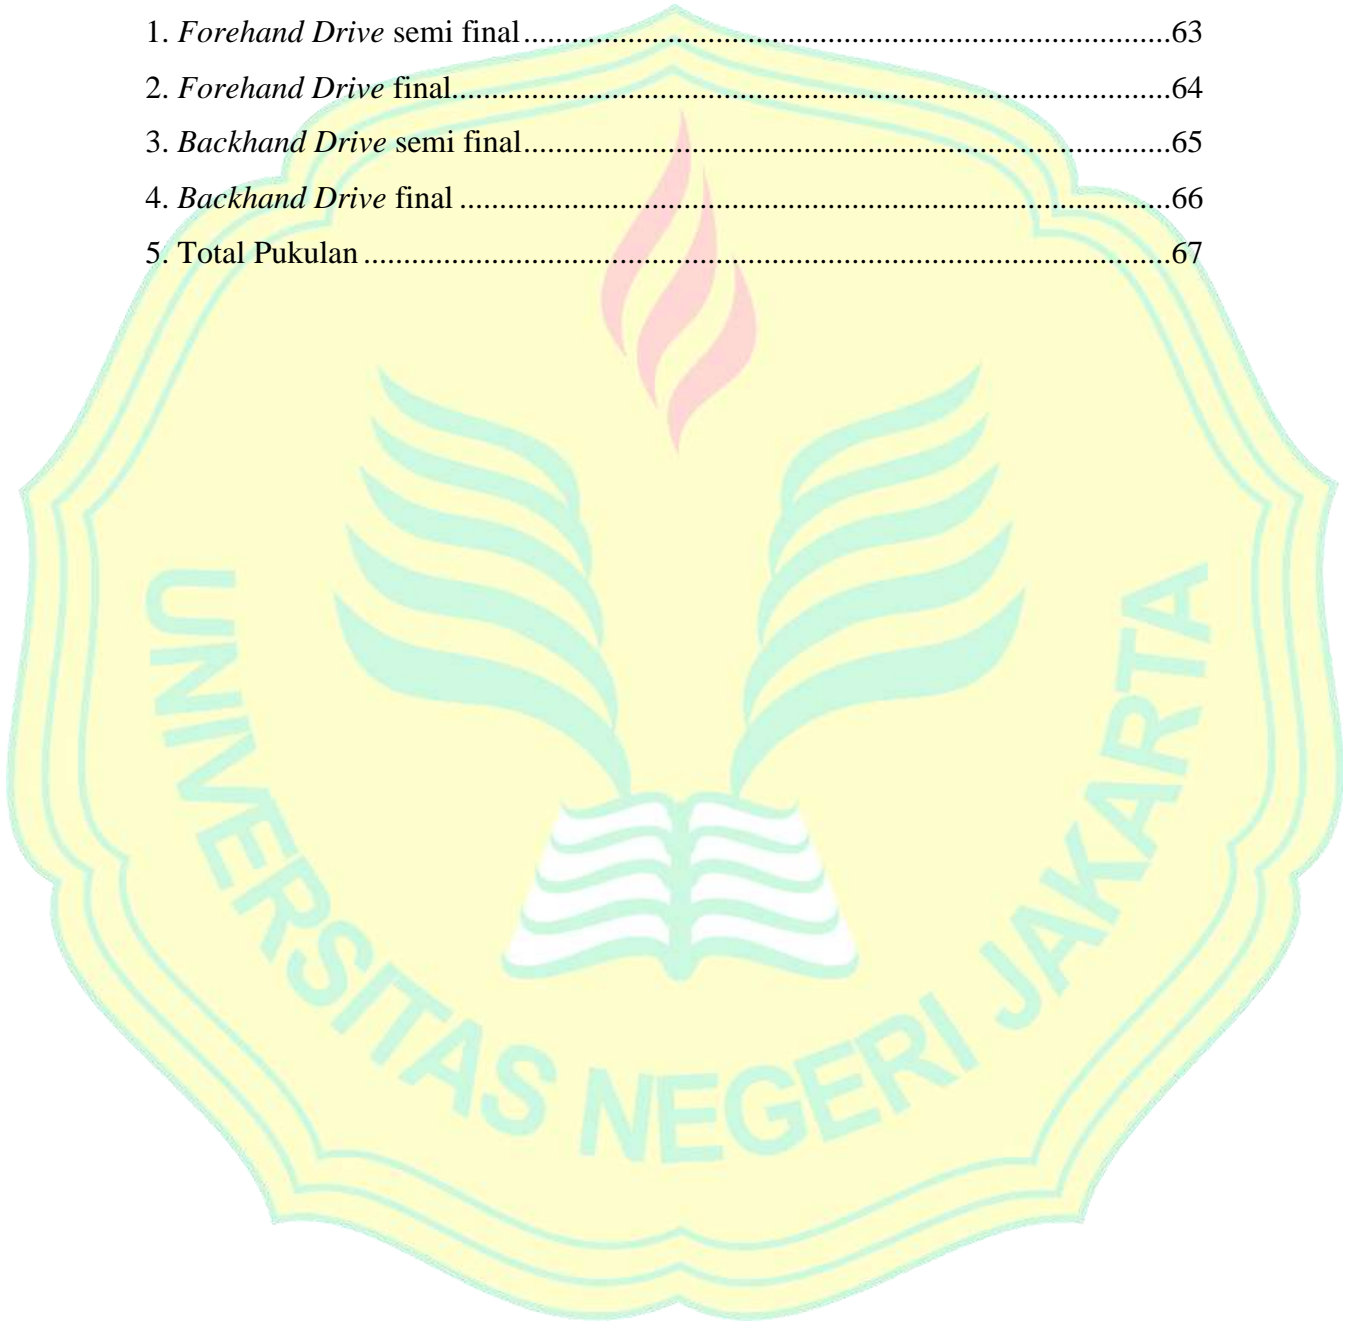 1. Forehand Drive semi final................................................................................63
2. Forehand Drive final.........................................................................................64
3. Backhand Drive semi final................................................................................65
4. Backhand Drive final ........................................................................................66
5. Total Pukulan ....................................................................................................67
UNIVERSITAS NEGERI JAKARTA